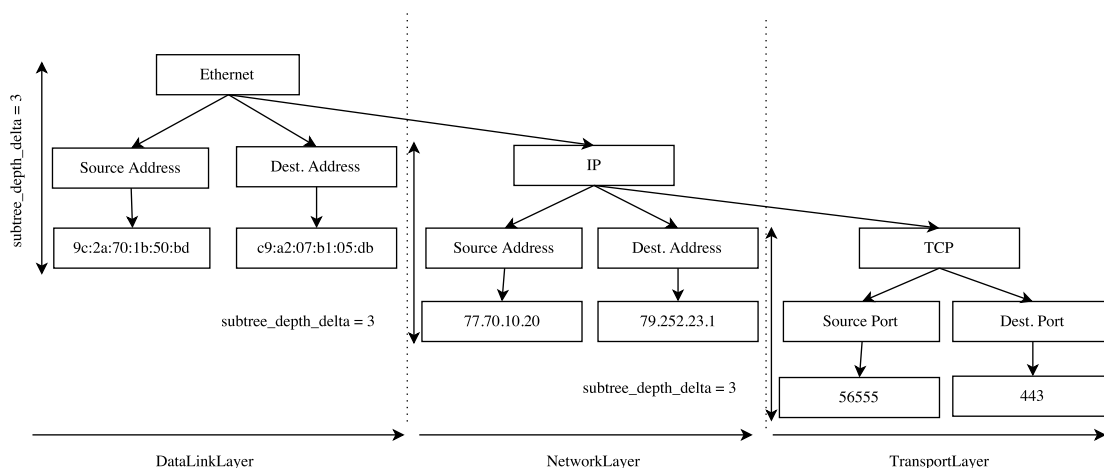 subtree_depth_delta = 3
Ethernet
Source Address
Dest. Address
9c:2a:70:1b:50:bd
c9:a2:07:b1:05:db
IP
Source Address
Dest. Address
77.70.10.20
79.252.23.1
subtree_depth_delta = 3
TCP
Source Port
Dest. Port
56555
443
subtree_depth_delta = 3
DataLinkLayer
NetworkLayer
TransportLayer